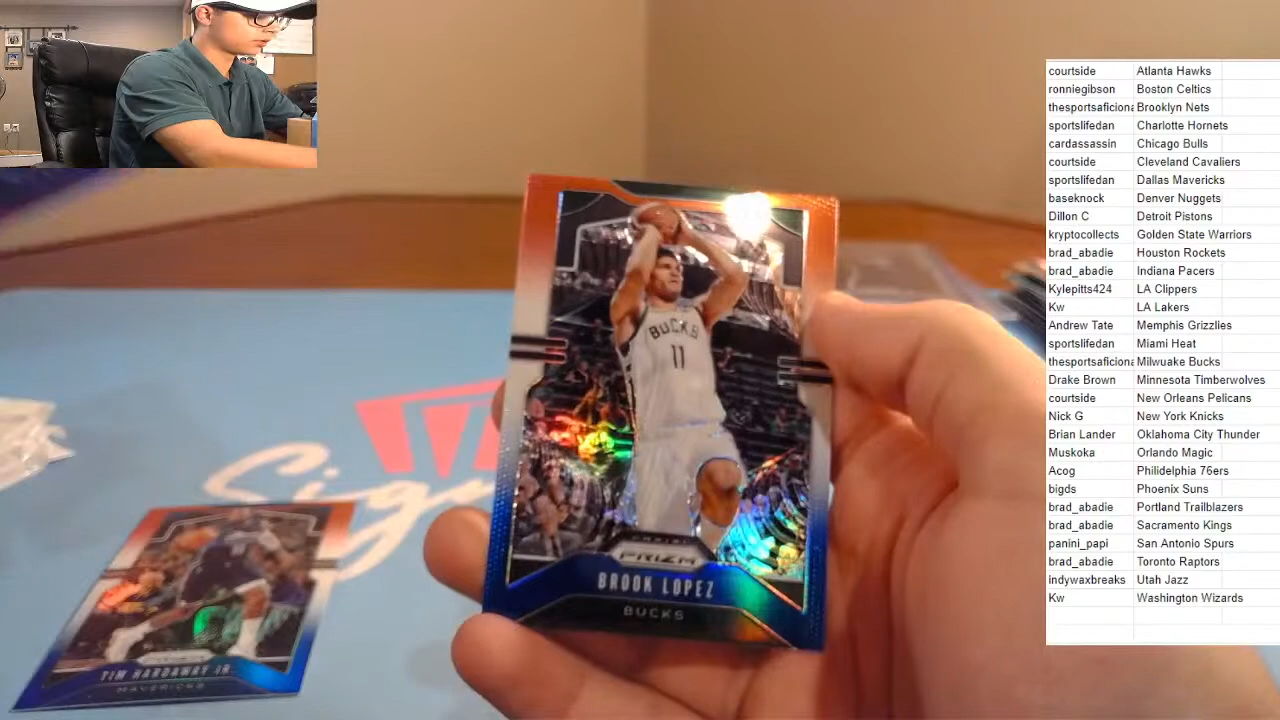 courtside Atlanta Hawks
ronniegibson Boston Celtics
thesportsaficiona Brooklyn Nets
sportslifedan Charlotte Hornets
cardassassin Chicago Bulls
courtside Cleveland Cavaliers
sportslifedan Dallas Mavericks
baseknock Denver Nuggets
Dillon C Detroit Pistons
kryptocollects Golden State Warriors
brad_abadie Houston Rockets
brad_abadie Indiana Pacers
Kylepitts424 LA Clippers
Kw LA Lakers
Andrew Tate Memphis Grizzlies
sportslifedan Miami Heat
thesportsaficiona Milwuake Bucks
Drake Brown Minnesota Timberwolves
courtside New Orleans Pelicans
Nick G New York Knicks
Brian Lander Oklahoma City Thunder
Muskoka Orlando Magic
Acog Philidelphia 76ers
bigds Phoenix Suns
brad_abadie Portland Trailblazers
brad_abadie Sacramento Kings
panini_papi San Antonio Spurs
brad_abadie Toronto Raptors
indywaxbreaks Utah Jazz
Kw Washington Wizards
BUCKS
11
PANINI
PRIZM
BROOK LOPEZ
BUCKS
TIM HARDAWAY JR.
MAVERICKS